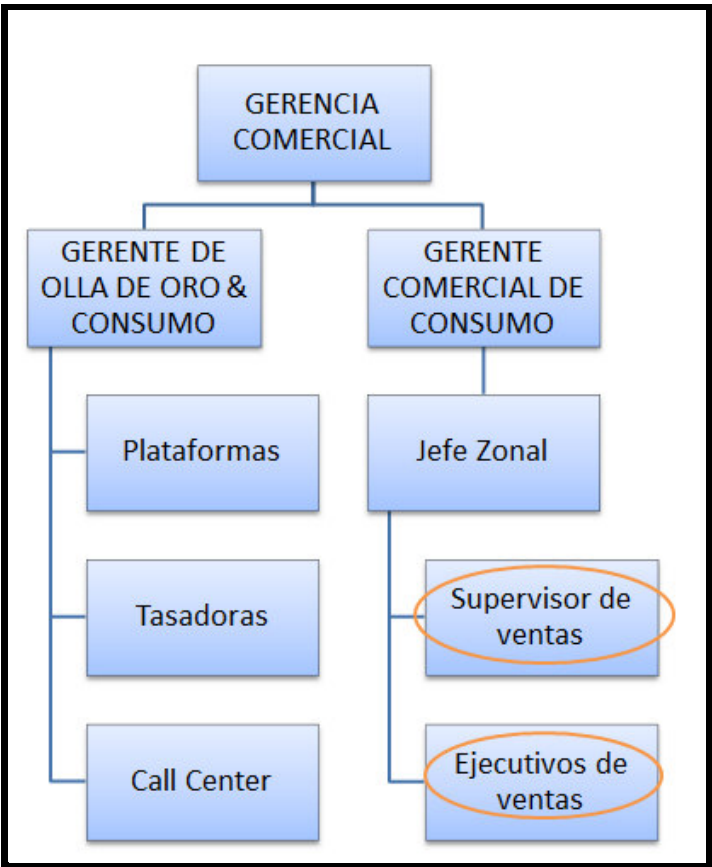 GERENCIA
COMERCIAL
GERENTE DE
OLLA DE ORO &
CONSUMO
GERENTE
COMERCIAL DE
CONSUMO
Plataformas
Jefe Zonal
Tasadoras
Supervisor de
ventas
Call Center
Ejecutivos de
ventas